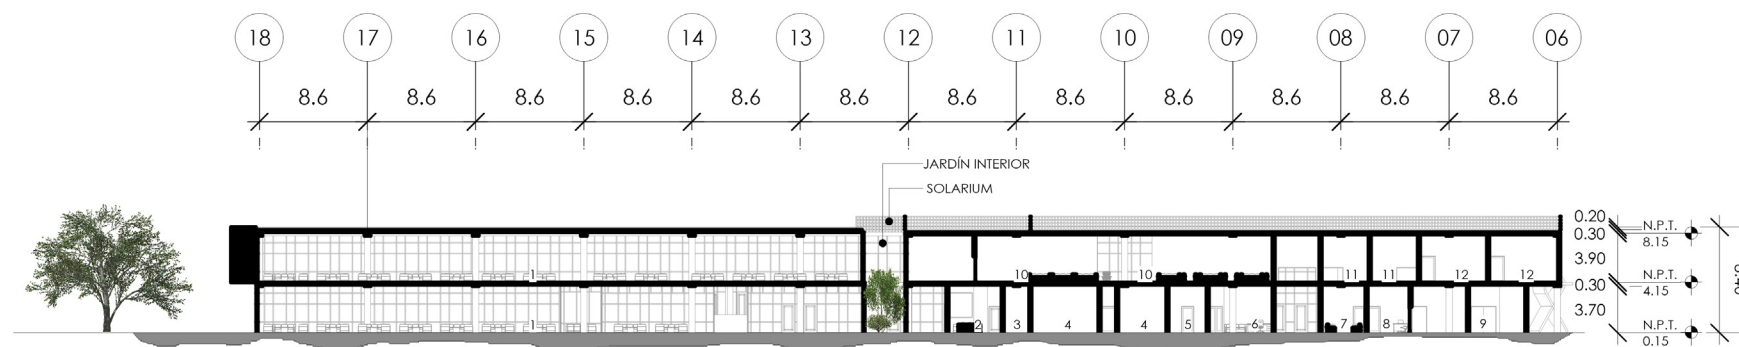 18 17 16 15 14 13 12 11 10 09 08 07 06
8.6 8.6 8.6 8.6 8.6 8.6 8.6 8.6 8.6 8.6 8.6 8.6
JARDÍN INTERIOR
SOLARIUM
0.20
N.P.T.
0.30
8.15
3.90
1 10 10 11 11 12 12
N.P.T.
0.30
4.15
3.70
1 2 3 4 4 5 6 7 8 9
N.P.T.
0.15